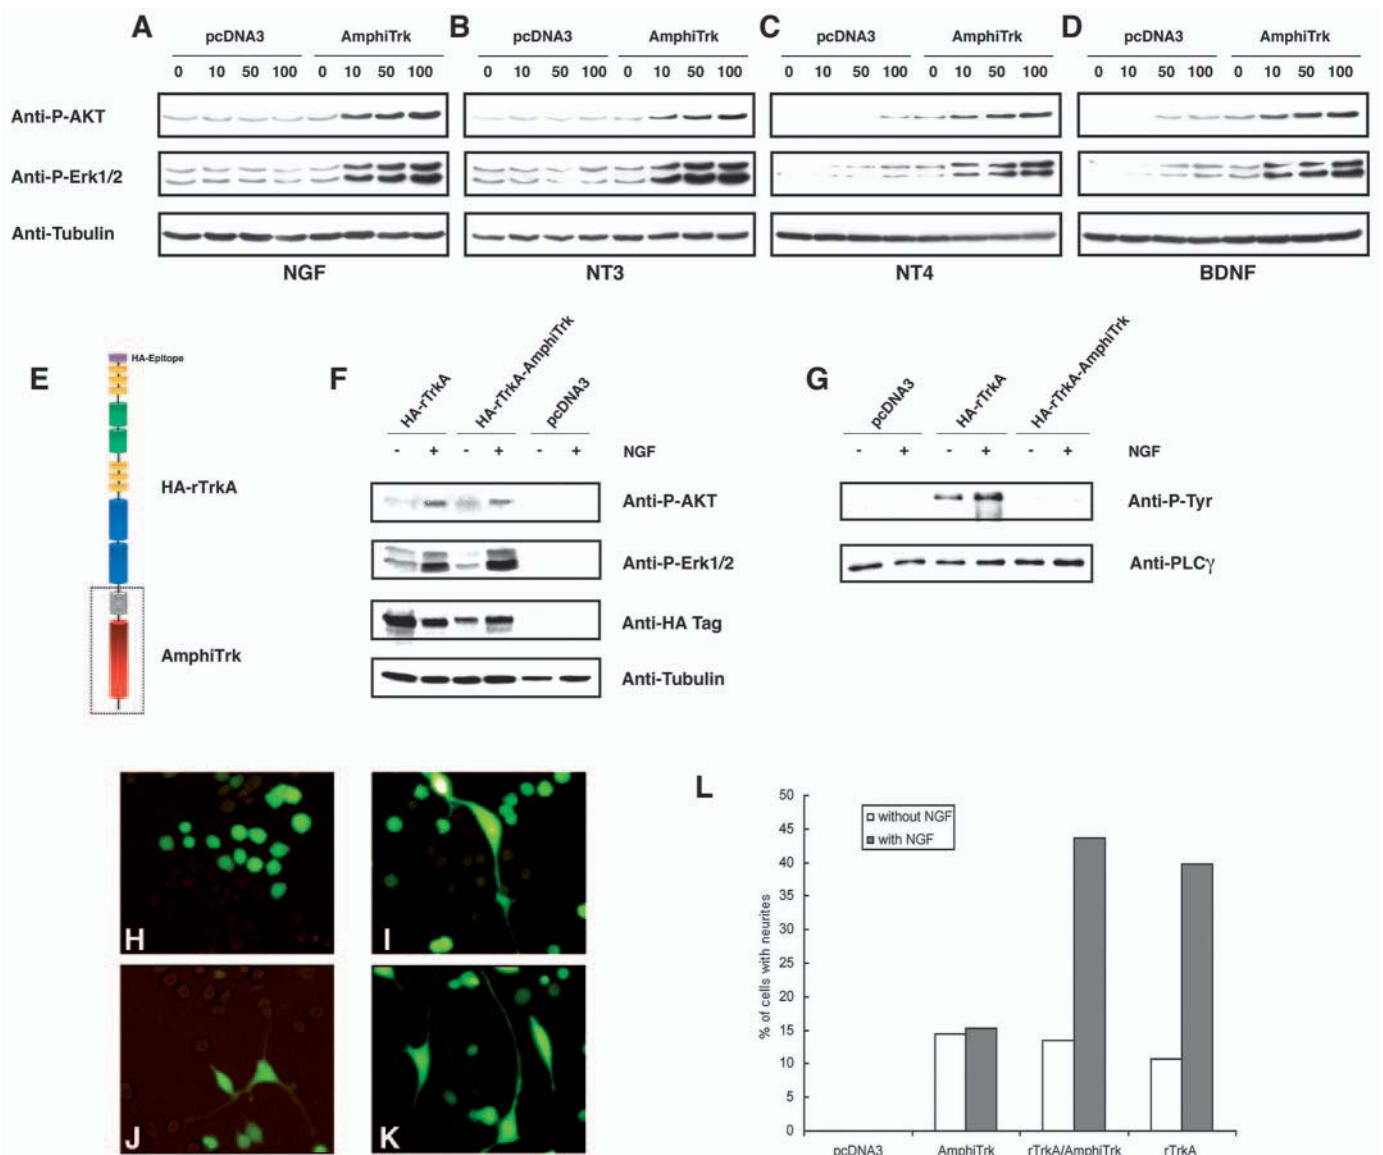 A B C D
pcDNA3 AmphiTrk pcDNA3 AmphiTrk pcDNA3 AmphiTrk pcDNA3 AmphiTrk
0 10 50 100 0 10 50 100 0 10 50 100 0 10 50 100 0 10 50 100 0 10 50 100 0 10 50 100 0 10 50 100
Anti-P-AKT
Anti-P-Erk1/2
Anti-Tubulin
NGF NT3 NT4 BDNF
E
HA-Epitope
HA-rTrkA
AmphiTrk
F
HA-rTrkA HA-rTrkA-AmphiTrk pcDNA3
- + - + - + NGF
Anti-P-AKT
Anti-P-Erk1/2
Anti-HA Tag
Anti-Tubulin
G
pcDNA3 HA-rTrkA HA-rTrkA-AmphiTrk
- + - + - + NGF
Anti-P-Tyr
Anti-PLCγ
H
I
J
K
L
% of cells with neurites
50
45
40
35
30
25
20
15
10
5
0
without NGF
with NGF
pcDNA3 AmphiTrk rTrkA/AmphiTrk rTrkA